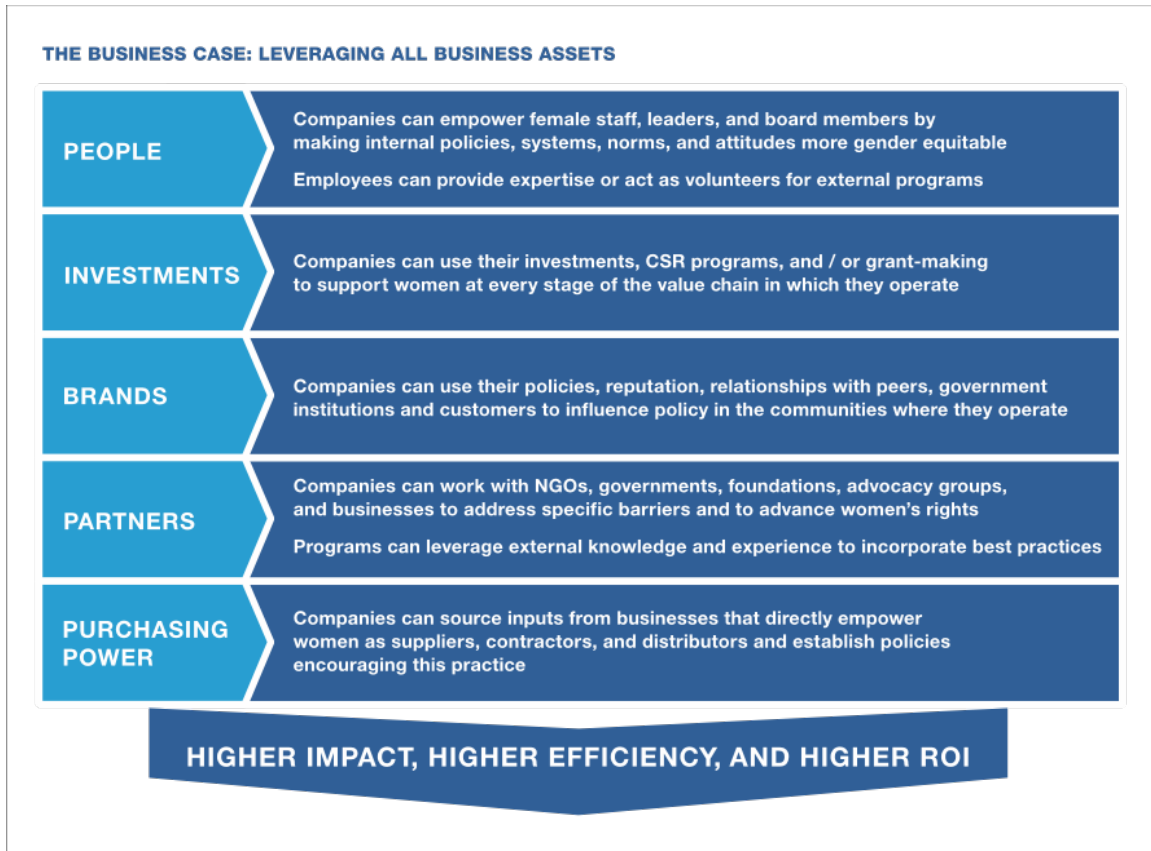 THE BUSINESS CASE: LEVERAGING ALL BUSINESS ASSETS
PEOPLE
Companies can empower female staff, leaders, and board members by
making internal policies, systems, norms, and attitudes more gender equitable
Employees can provide expertise or act as volunteers for external programs
INVESTMENTS
Companies can use their investments, CSR programs, and / or grant-making
to support women at every stage of the value chain in which they operate
BRANDS
Companies can use their policies, reputation, relationships with peers, government
institutions and customers to influence policy in the communities where they operate
PARTNERS
Companies can work with NGOs, governments, foundations, advocacy groups,
and businesses to address specific barriers and to advance women’s rights
Programs can leverage external knowledge and experience to incorporate best practices
PURCHASING
POWER
Companies can source inputs from businesses that directly empower
women as suppliers, contractors, and distributors and establish policies
encouraging this practice
HIGHER IMPACT, HIGHER EFFICIENCY, AND HIGHER ROI